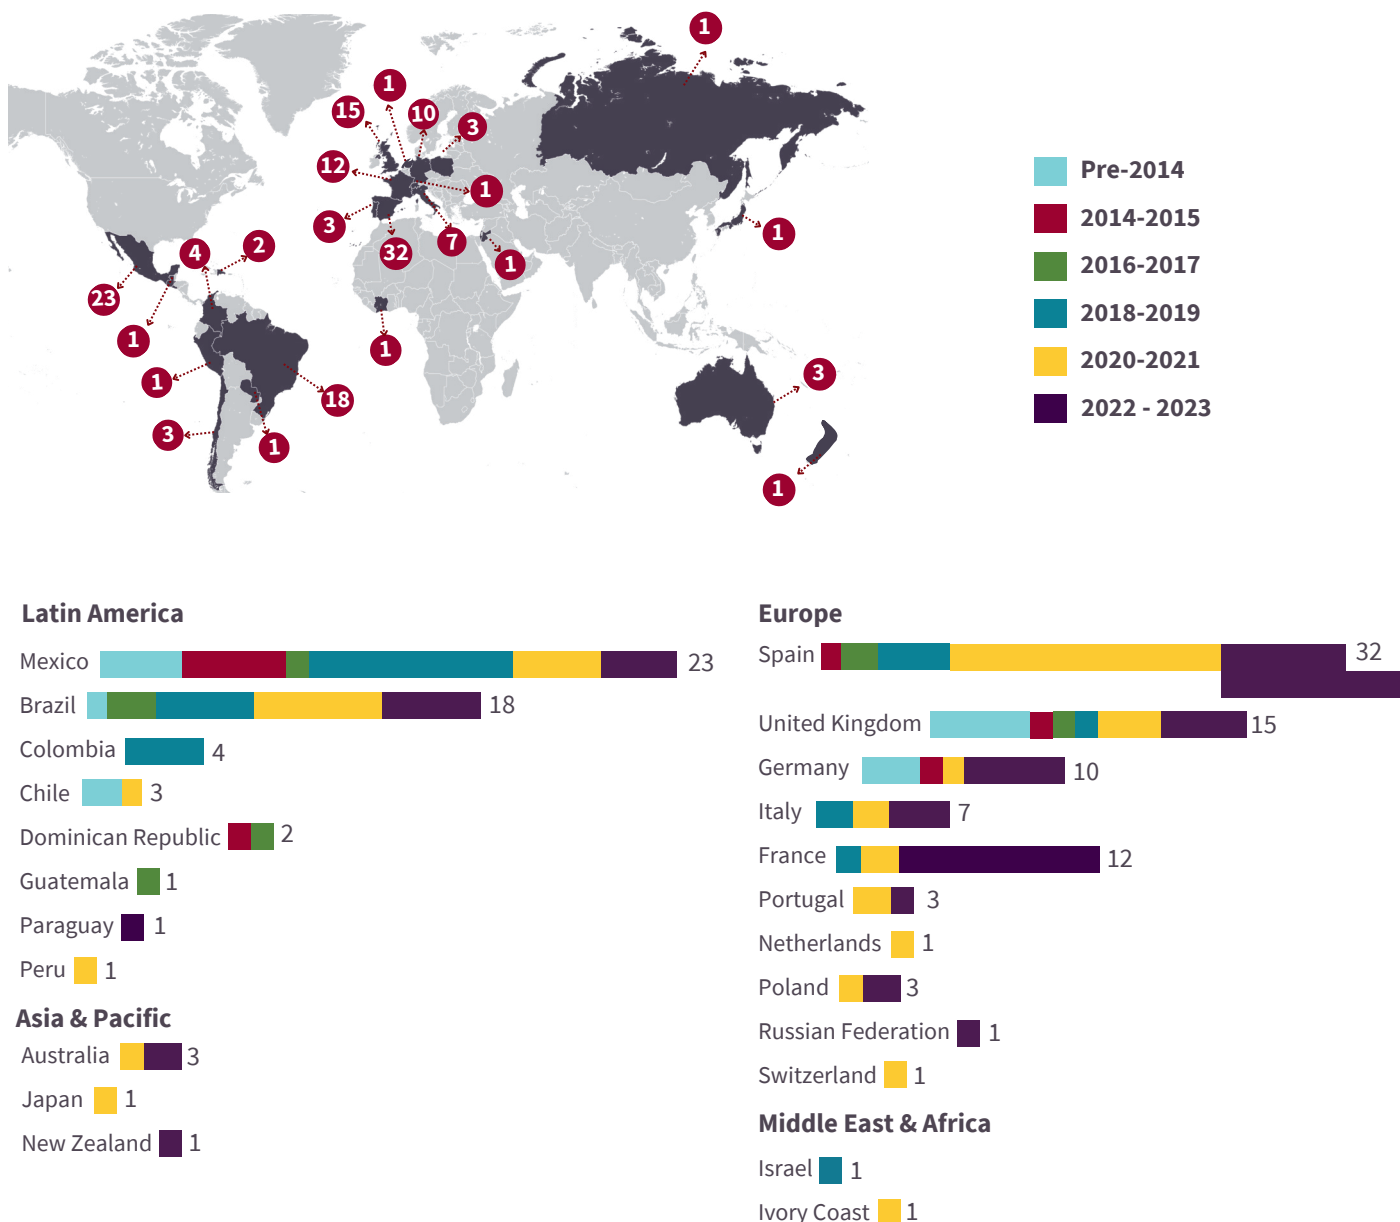 1
1
15
10
3
12
1
3
32
7
1
1
4
2
23
1
1
1
18
3
3
1
1
Pre-2014
2014-2015
2016-2017
2018-2019
2020-2021
2022 - 2023
Latin America
Mexico 23
Brazil 18
Colombia 4
Chile 3
Dominican Republic 2
Guatemala 1
Paraguay 1
Peru 1
Asia & Pacific
Australia 3
Japan 1
New Zealand 1
Europe
Spain 32
United Kingdom 15
Germany 10
Italy 7
France 12
Portugal 3
Netherlands 1
Poland 3
Russian Federation 1
Switzerland 1
Middle East & Africa
Israel 1
Ivory Coast 1